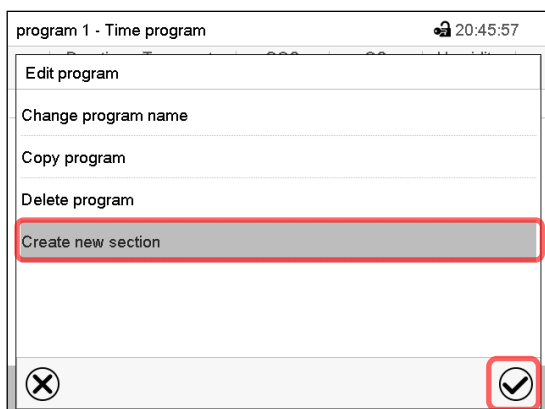 program 1 - Time program 20:45:57
Edit program
Change program name
Copy program
Delete program
Create new section